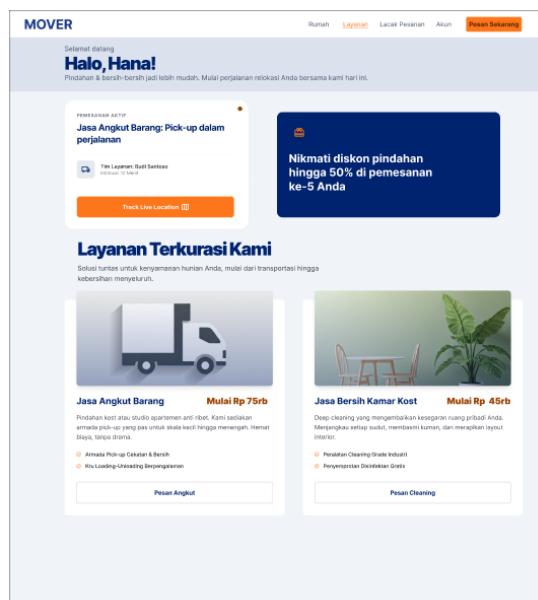 MOVER
Rumah Layanan Lacak Pesanan Akun Pesan Sekarang
Selamat datang
Halo, Hana!
Pindahan & bersih-bersih jadi lebih mudah. Mulai perjalanan relokasi Anda bersama kami hari ini.
PEMESANAN AKTIF
Jasa Angkut Barang: Pick-up dalam
perjalanan
Tim Layanan: Budi Santoso
Estimasi: 12 Menit
Track Live Location
Nikmati diskon pindahan
hingga 50% di pemesanan
ke-5 Anda
Layanan Terkurasi Kami
Solusi tuntas untuk kenyamanan hunian Anda, mulai dari transportasi hingga
kebersihan menyeluruh.
Jasa Angkut Barang Mulai Rp 75rb
Pindahan kost atau studio apartemen anti ribet. Kami sediakan
armada pick-up yang pas untuk skala kecil hingga menengah. Hemat
biaya, tanpa drama.
Armada Pick-up Cekatan & Bersih
Kru Loading-Unloading Berpengalaman
Pesan Angkut
Jasa Bersih Kamar Kost Mulai Rp 45rb
Deep cleaning yang mengembalikan kesegaran ruang pribadi Anda.
Menjangkau setiap sudut, membasmi kuman, dan merapikan layout
interior.
Peralatan Cleaning Grade Industri
Penyemprotan Disinfektan Gratis
Pesan Cleaning